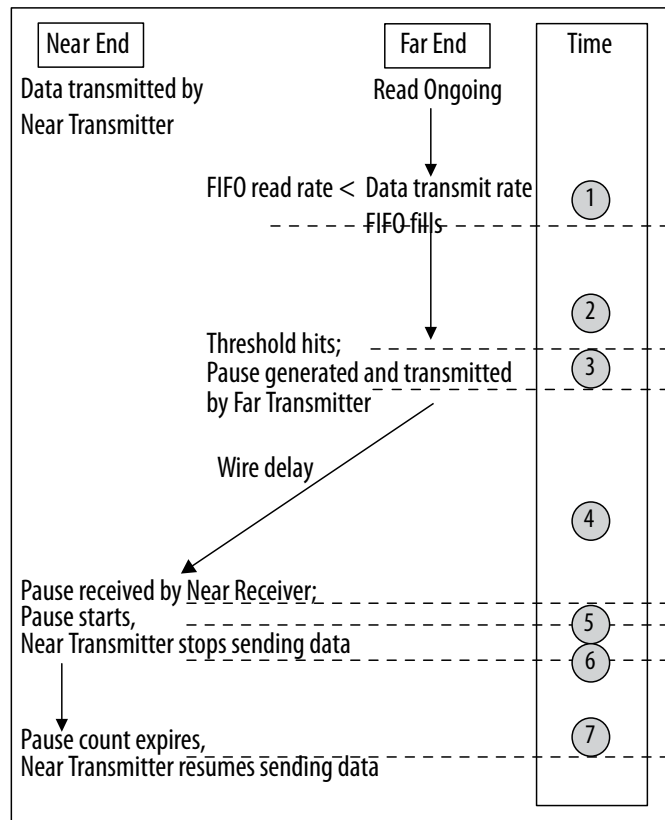 Near End
Far End
Time
Data transmitted by
Near Transmitter
Read Ongoing
FIFO read rate < Data transmit rate
FIFO fills
1
2
Threshold hits;
Pause generated and transmitted
by Far Transmitter
3
Wire delay
4
Pause received by Near Receiver;
Pause starts,
Near Transmitter stops sending data
5
6
Pause count expires,
Near Transmitter resumes sending data
7